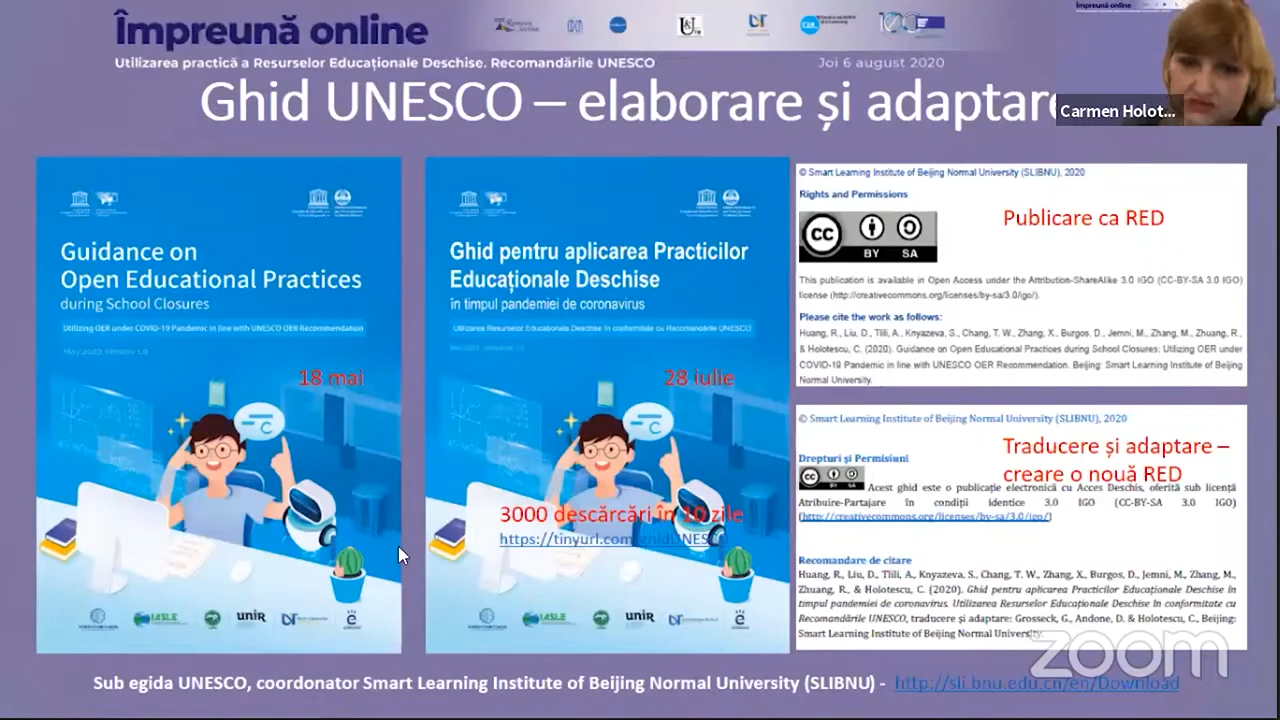 Împreună online
Utilizarea practică a Resurselor Educaționale Deschise. Recomandările UNESCO
Joi 6 august 2020
Ghid UNESCO – elaborare și adaptare
Carmen Holot...
Guidance on
Open Educational Practices
during School Closures
Utilizing OER under COVID-19 Pandemic in line with UNESCO OER Recommendation
May 2020 Version 1.0
18 mai
IASLE
unir
Ghid pentru aplicarea Practicilor
Educaționale Deschise
în timpul pandemiei de coronavirus
Utilizarea Resurselor Educaționale Deschise în conformitate cu Recomandările UNESCO
28 iulie
3000 descărcări în 10 zile
https://tinyurl.com/ghidUNESCO
IASLE
unir
© Smart Learning Institute of Beijing Normal University (SLIBNU), 2020
Rights and Permissions
Publicare ca RED
cc BY SA
This publication is available in Open Access under the Attribution-ShareAlike 3.0 IGO (CC-BY-SA 3.0 IGO)
license (http://creativecommons.org/licenses/by-sa/3.0/igo/).
Please cite the work as follows:
Huang, R., Liu, D., Tlili, A., Knyazeva, S., Chang, T. W., Zhang, X., Burgos, D., Jemni, M., Zhang, M., Zhuang, R.,
& Holotescu, C. (2020). Guidance on Open Educational Practices during School Closures: Utilizing OER under
COVID-19 Pandemic in line with UNESCO OER Recommendation. Beijing: Smart Learning Institute of Beijing
Normal University.
© Smart Learning Institute of Beijing Normal University (SLIBNU), 2020
Traducere și adaptare –
creare o nouă RED
Drepturi și Permisiuni
cc BY SA
Acest ghid este o publicație electronică cu Acces Deschis, oferită sub licență
Atribuire-Partajare în condiții identice 3.0 IGO (CC-BY-SA 3.0 IGO)
(http://creativecommons.org/licenses/by-sa/3.0/igo/)
Recomandare de citare
Huang, R., Liu, D., Tlili, A., Knyazeva, S., Chang, T. W., Zhang, X., Burgos, D., Jemni, M., Zhang, M.,
Zhuang, R., & Holotescu, C. (2020). Ghid pentru aplicarea Practicilor Educaționale Deschise în
timpul pandemiei de coronavirus. Utilizarea Resurselor Educaționale Deschise în conformitate cu
Recomandările UNESCO, traducere și adaptare: Grosseck, G., Andone, D. & Holotescu, C., Beijing:
Smart Learning Institute of Beijing Normal University.
zoom
Sub egida UNESCO, coordonator Smart Learning Institute of Beijing Normal University (SLIBNU) - http://sli.bnu.edu.cn/en/Download